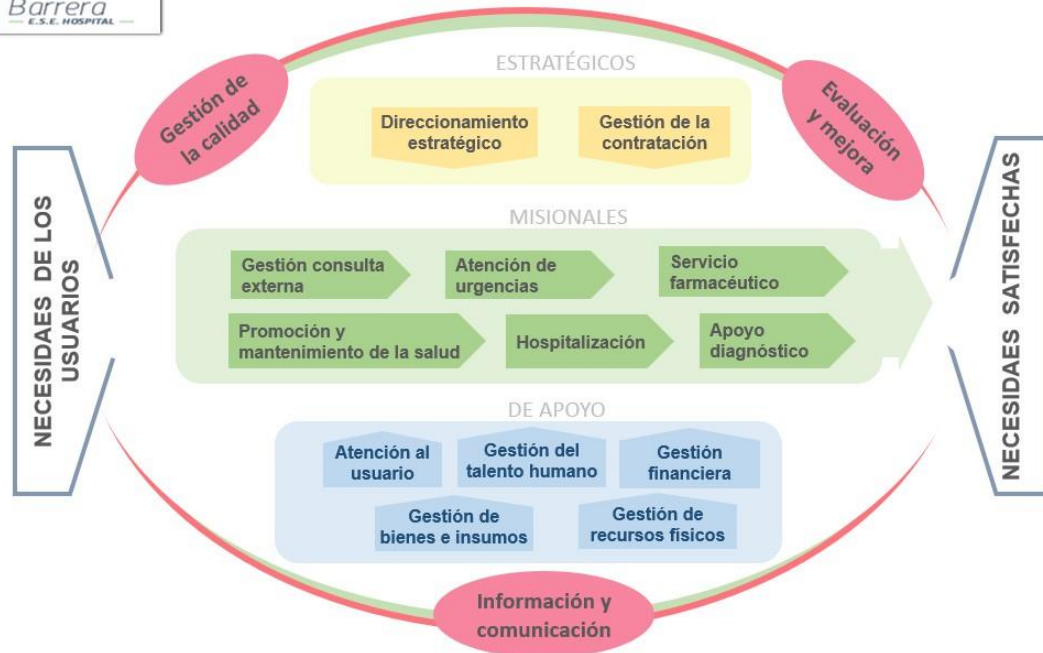 Barrera
E.S.E. HOSPITAL
ESTRATÉGICOS
Gestión de
la calidad
Evaluación
y mejora
Direccionamiento
estratégico
Gestión de la
contratación
NECESIDAES DE LOS
USUARIOS
MISIONALES
Gestión consulta
externa
Atención de
urgencias
Servicio
farmacéutico
Promoción y
mantenimiento de la salud
Hospitalización
Apoyo
diagnóstico
NECESIDAES SATISFECHAS
DE APOYO
Atención al
usuario
Gestión del
talento humano
Gestión
financiera
Gestión de
bienes e insumos
Gestión de
recursos físicos
Información y
comunicación